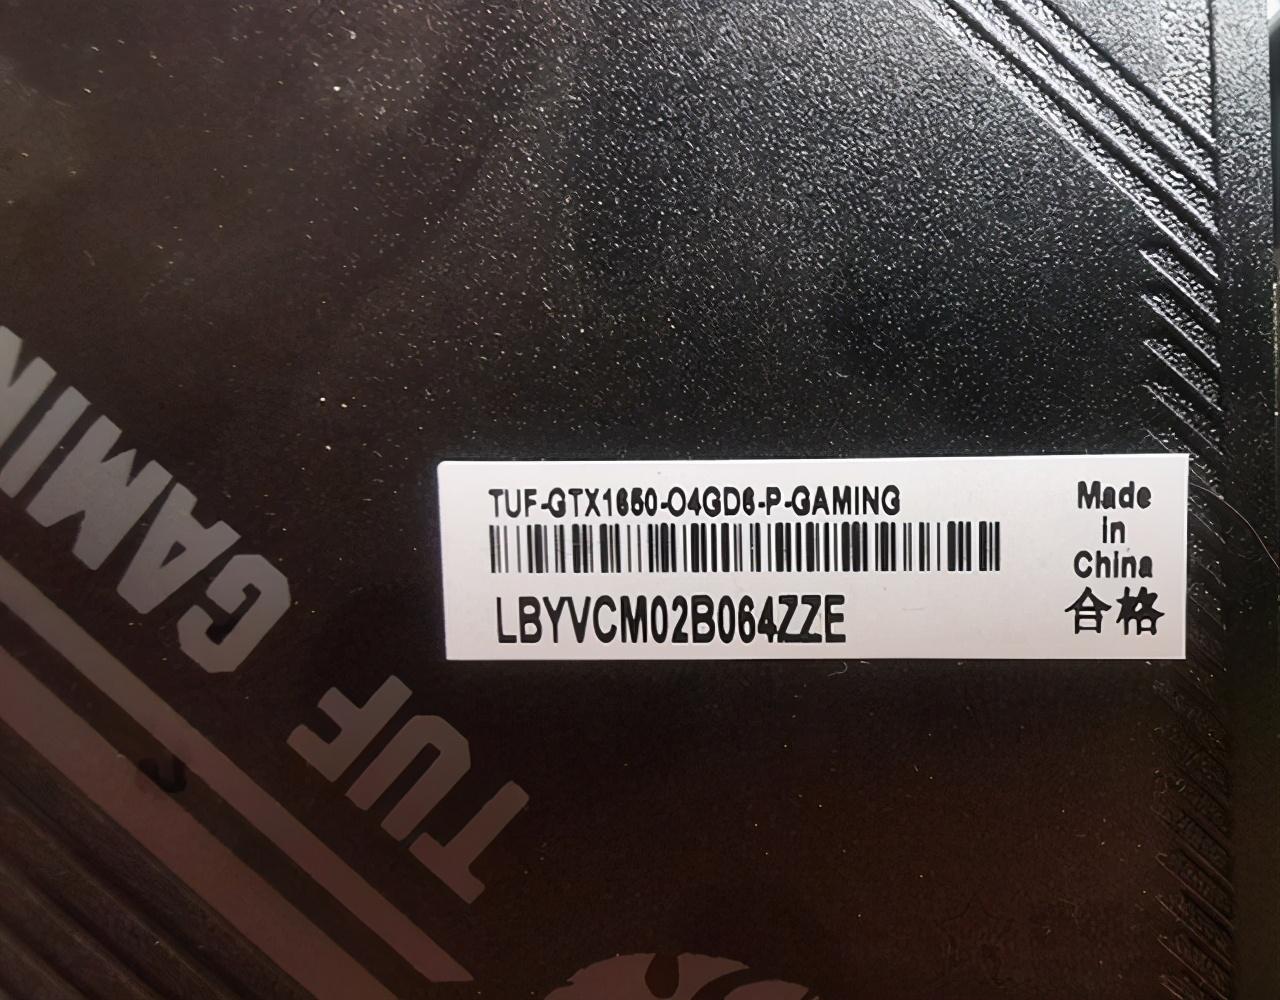 TUF-GTX1650-O4GD6-P-GAMING
LBYVCM02B064ZZE
Made
in
China
合格
TUF GAMIN